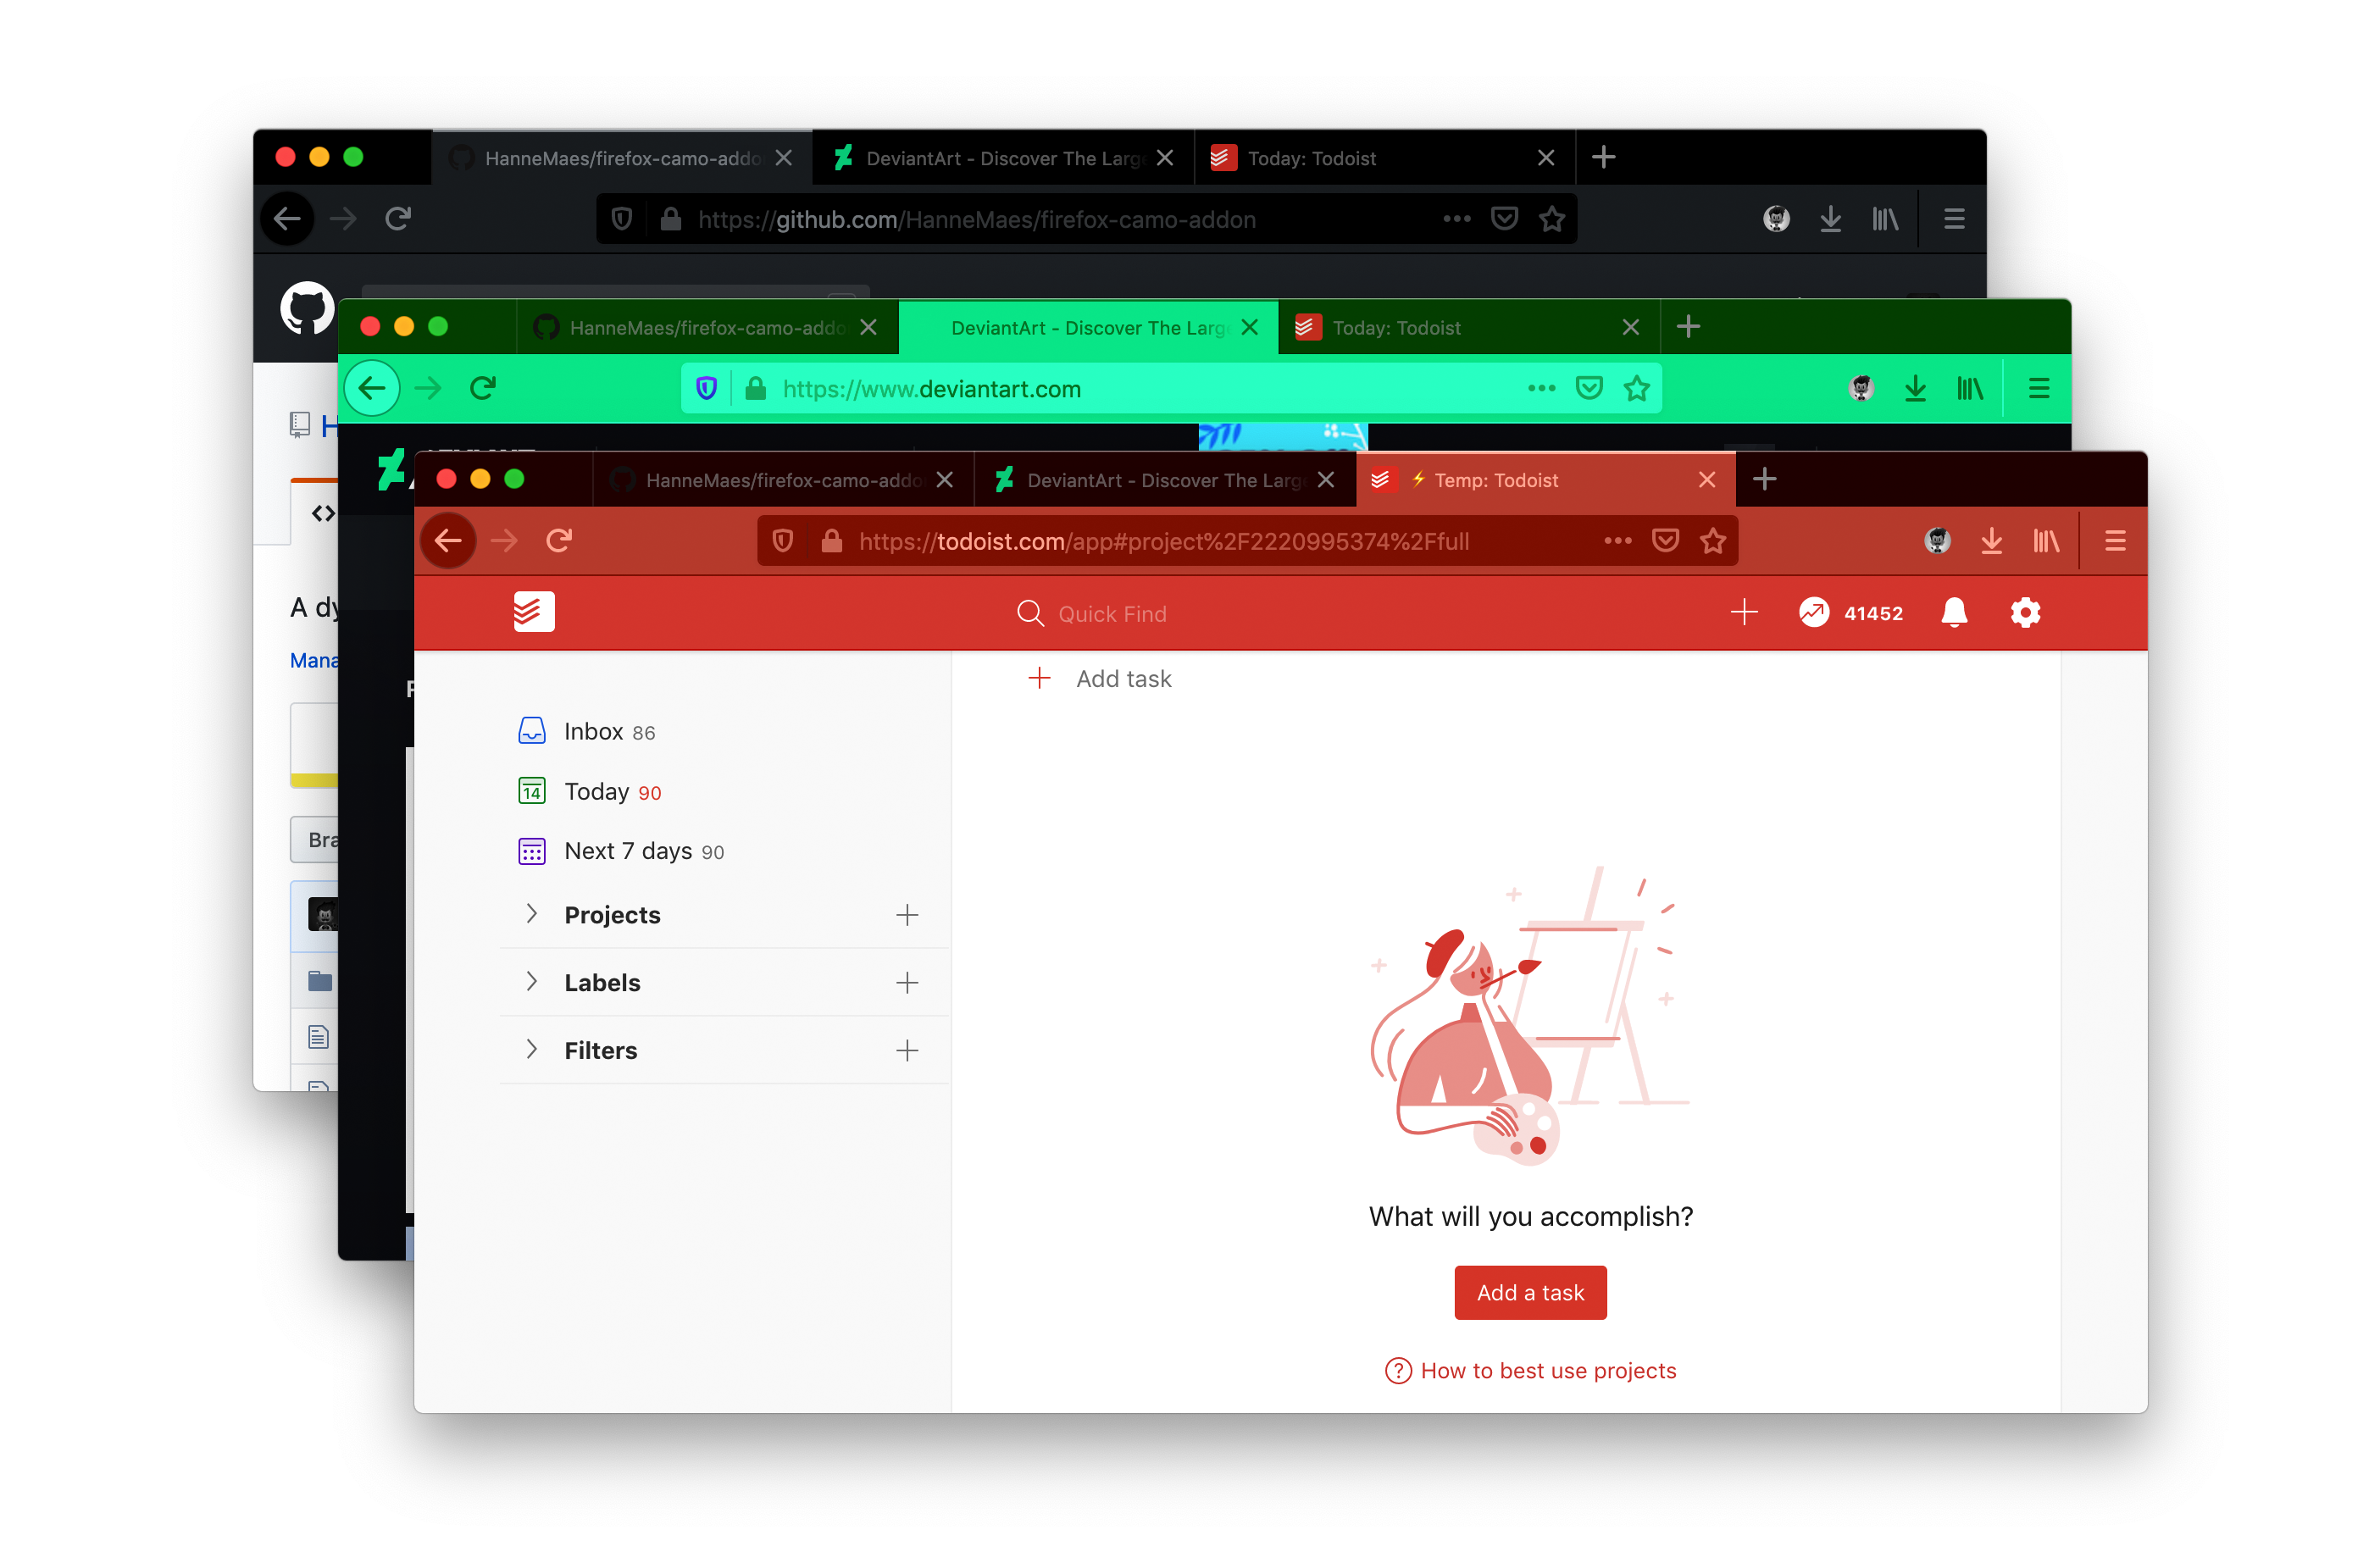 HanneMaes/firefox-camo-addo
DeviantArt - Discover The Larg
Today: Todoist
https://github.com/HanneMaes/firefox-camo-addon
HanneMaes/firefox-camo-addo
DeviantArt - Discover The Larg
Today: Todoist
https://www.deviantart.com
HanneMaes/firefox-camo-addo
DeviantArt - Discover The Larg
⚡ Temp: Todoist
https://todoist.com/app#project%2F2220995374%2Ffull
Quick Find
41452
H
A dy
Mana
Bra
Add task
Inbox 86
14
Today 90
Next 7 days 90
Projects
Labels
Filters
What will you accomplish?
Add a task
? How to best use projects